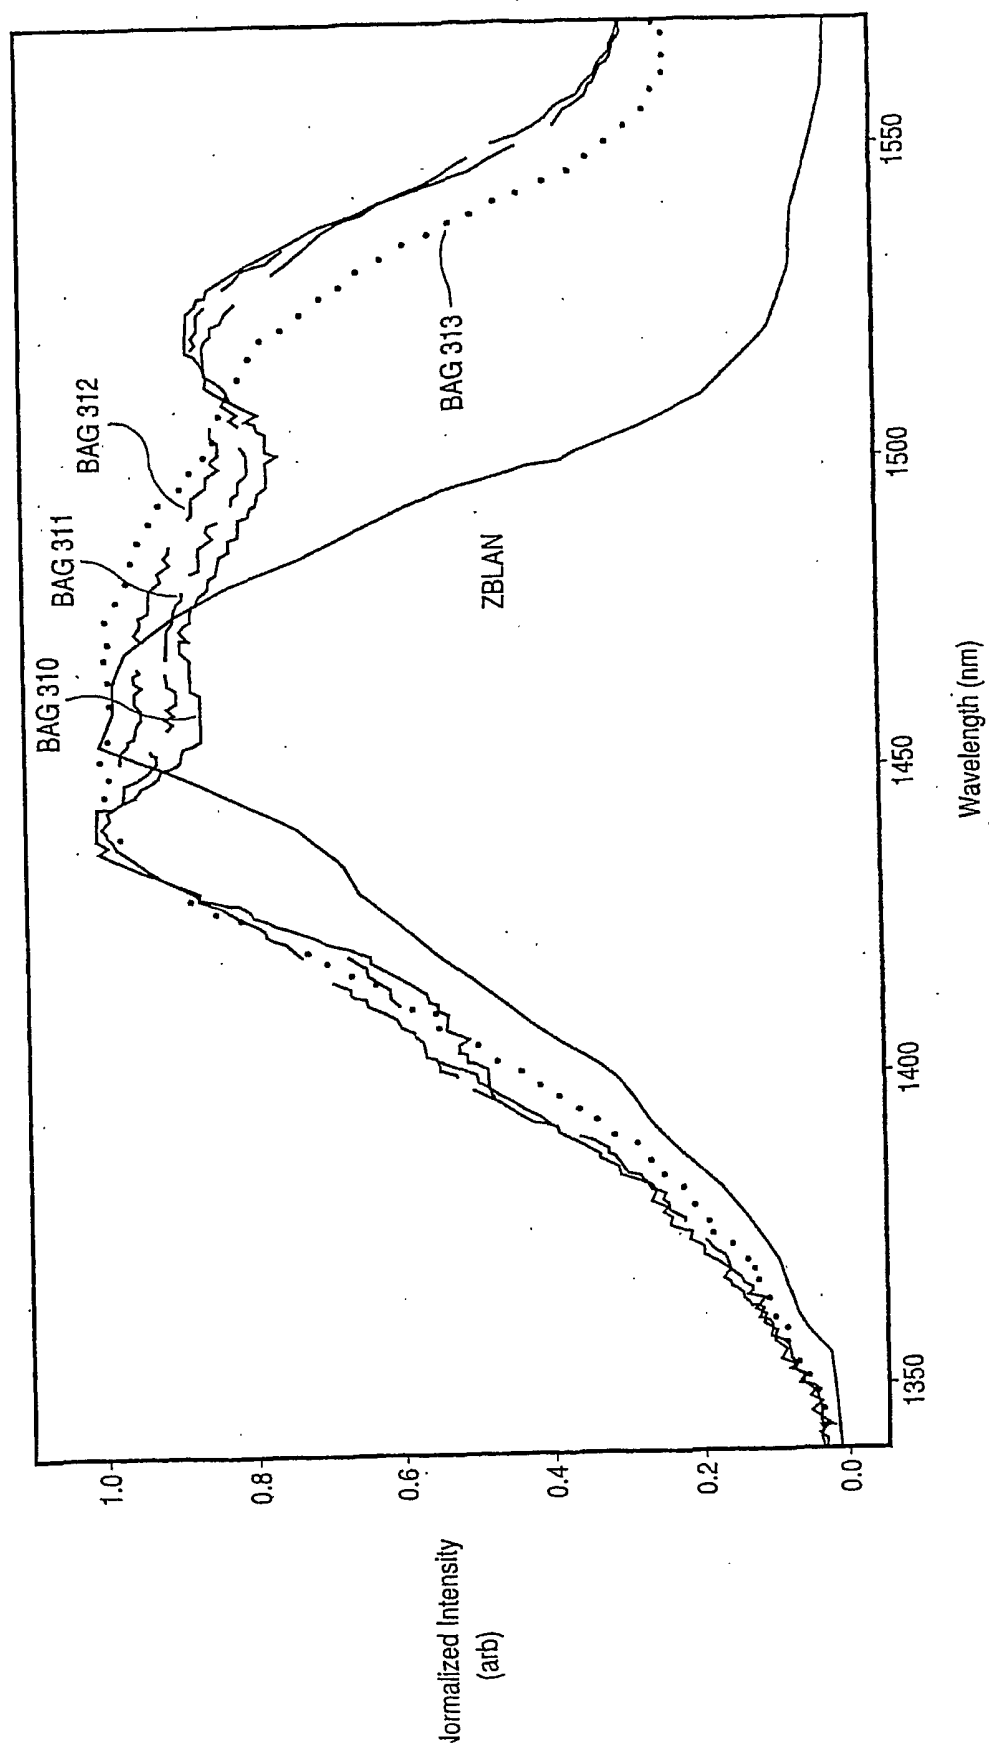 Normalized Intensity
(arb)
1.0
0.8
0.6
0.4
0.2
0.0
BAG 310
BAG 311
BAG 312
BAG 313
ZBLAN
1350
1400
1450
1500
1550
Wavelength (nm)